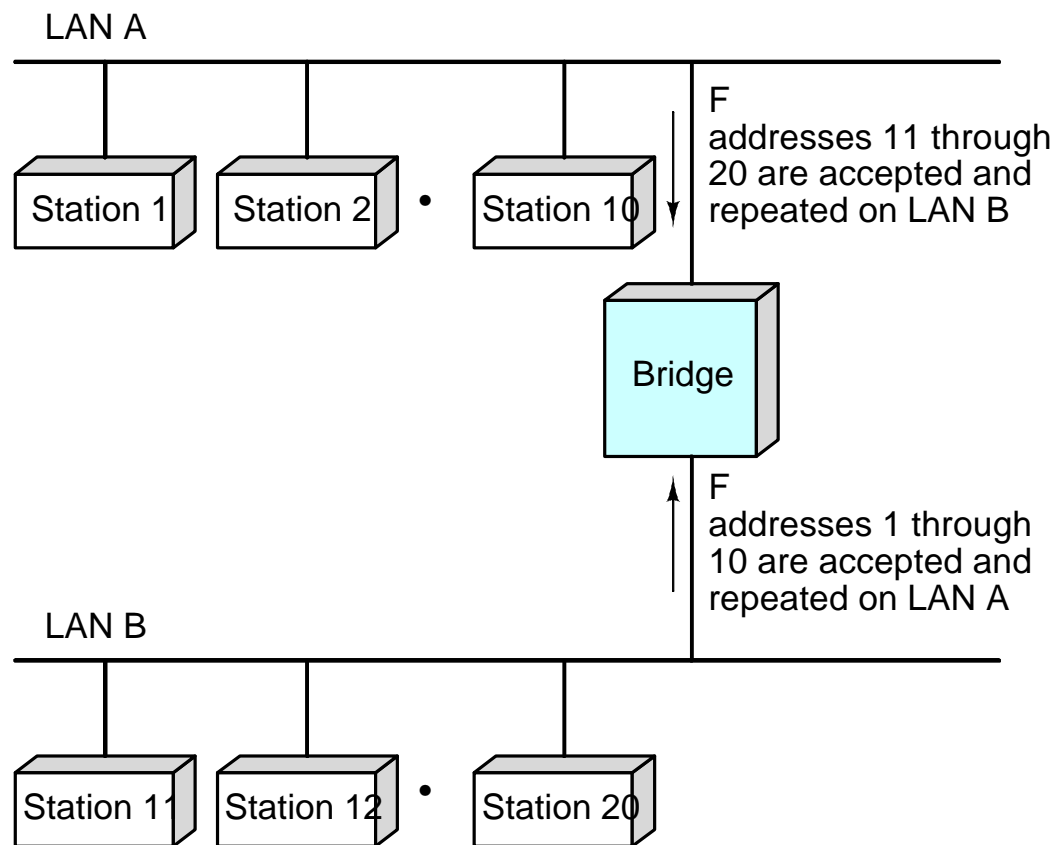 LAN A
Station 1
Station 2
•
Station 10
F
addresses 11 through
20 are accepted and
repeated on LAN B
Bridge
F
addresses 1 through
10 are accepted and
repeated on LAN A
LAN B
Station 11
Station 12
•
Station 20